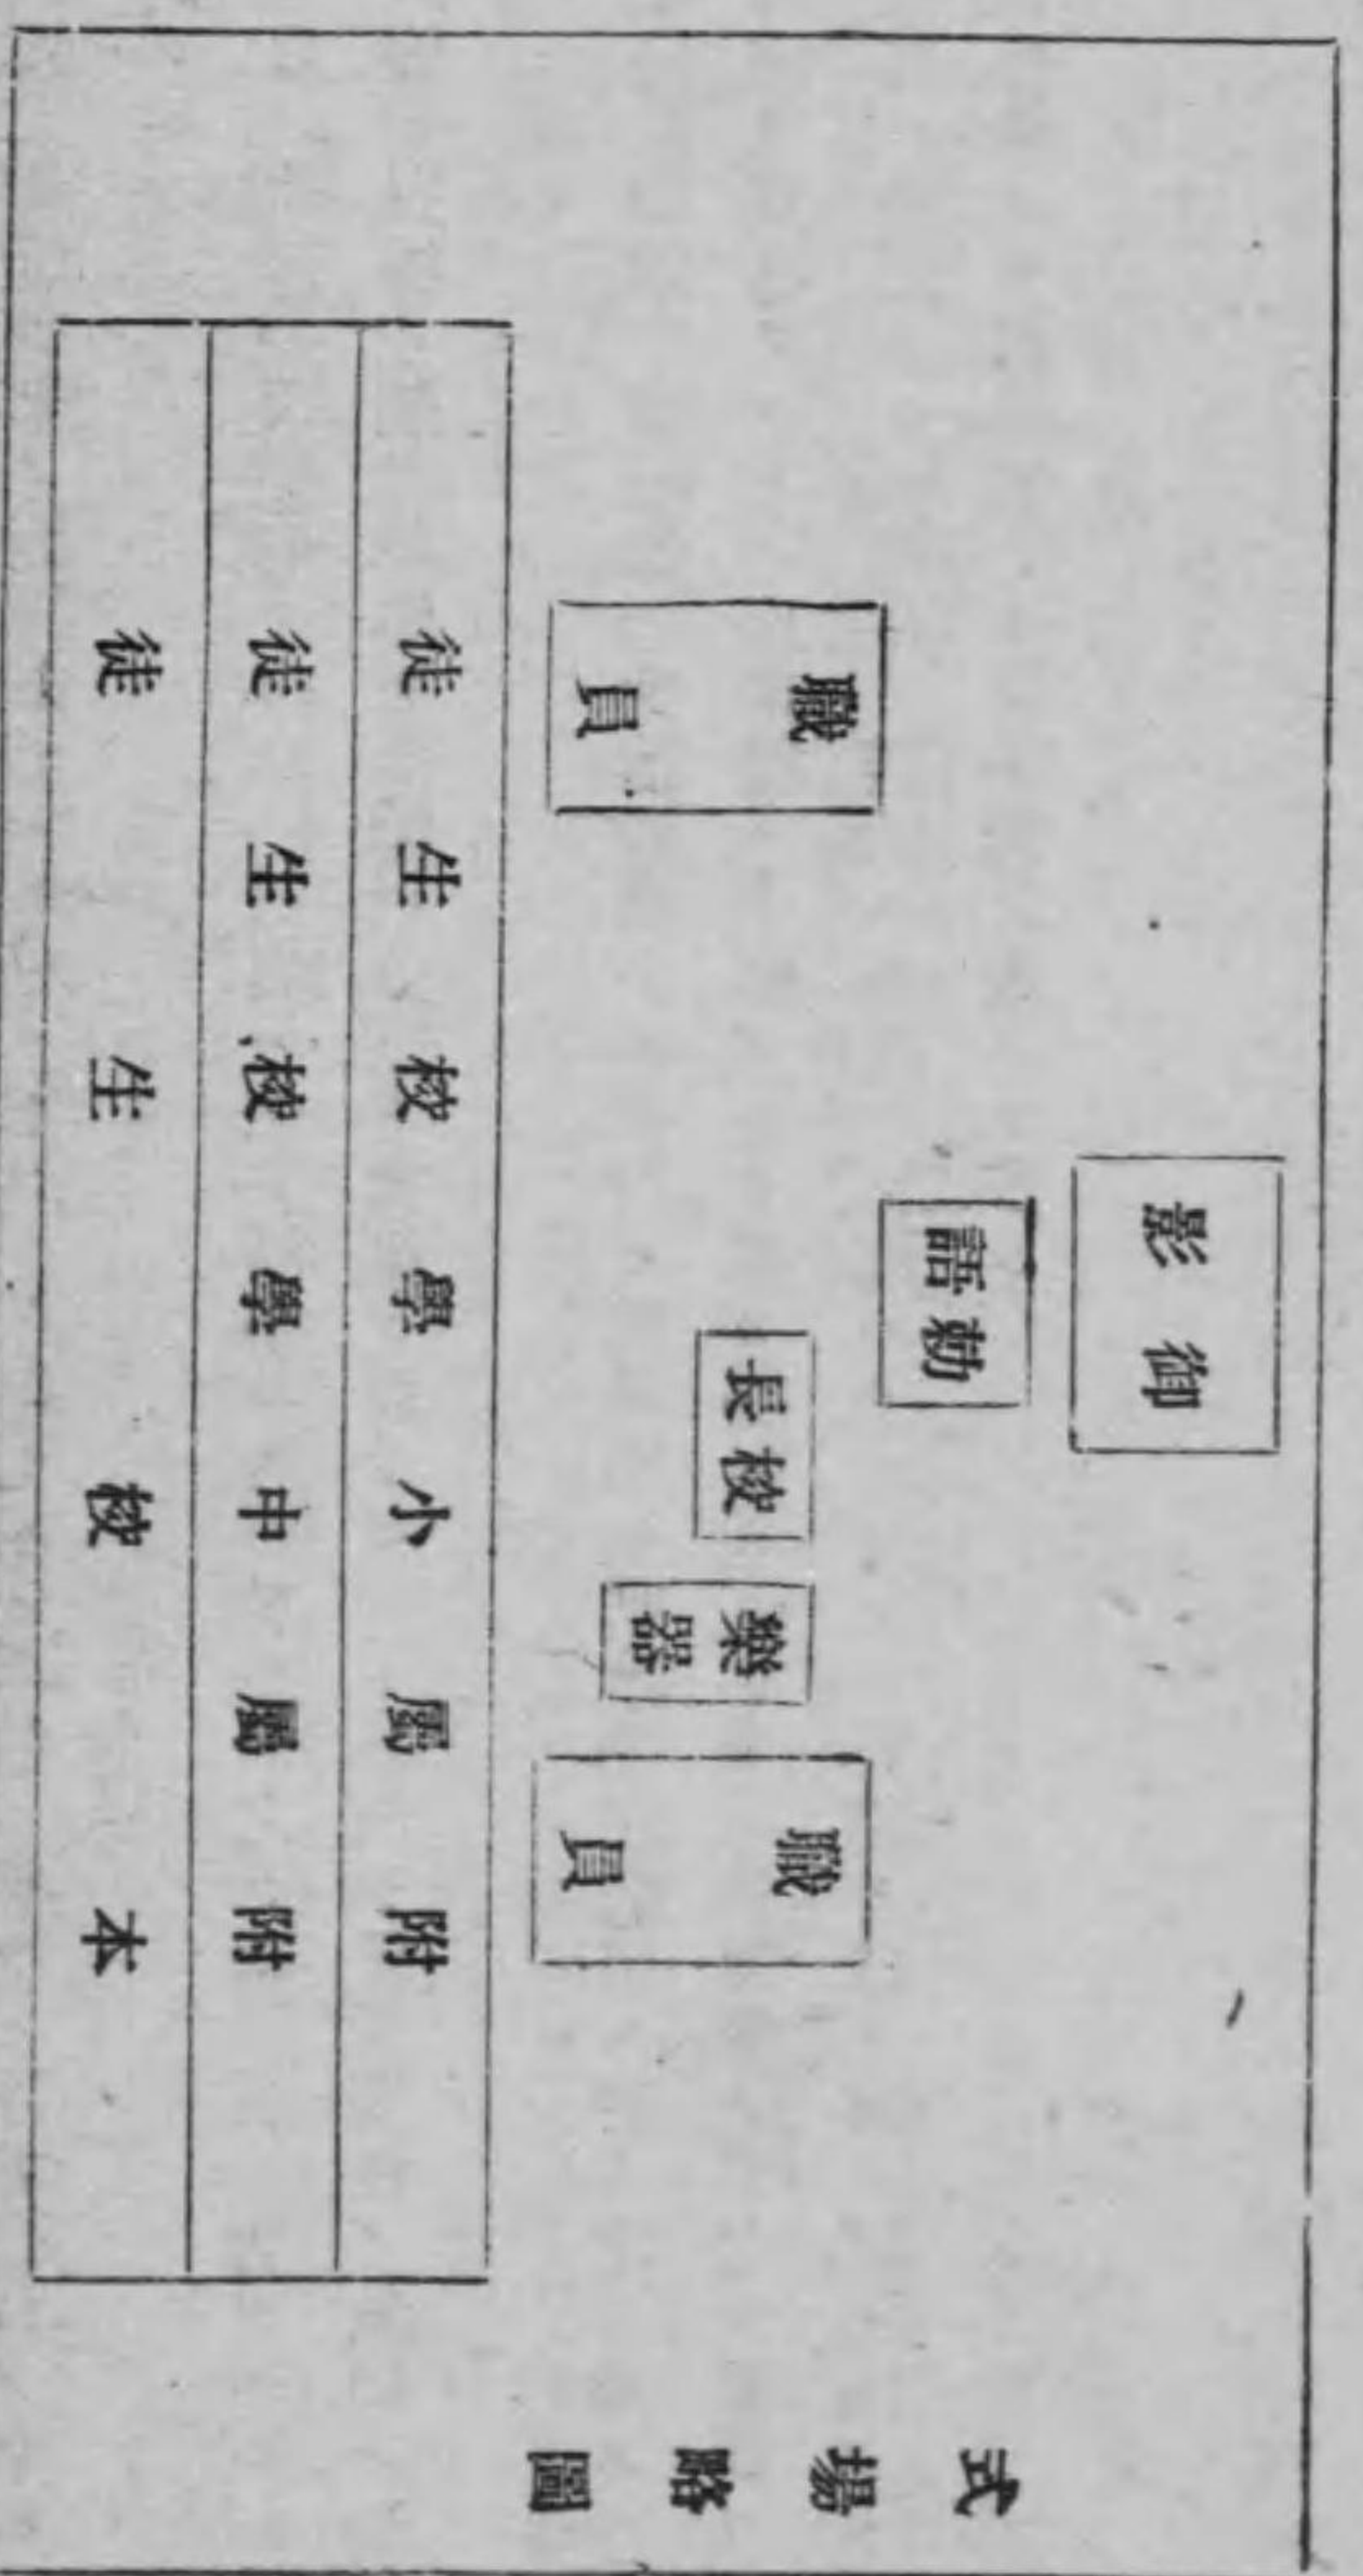 式場略圖
御影
勅語
校長
樂器
職員
職員
附屬小學校生徒
附屬中學校生徒
本校生徒